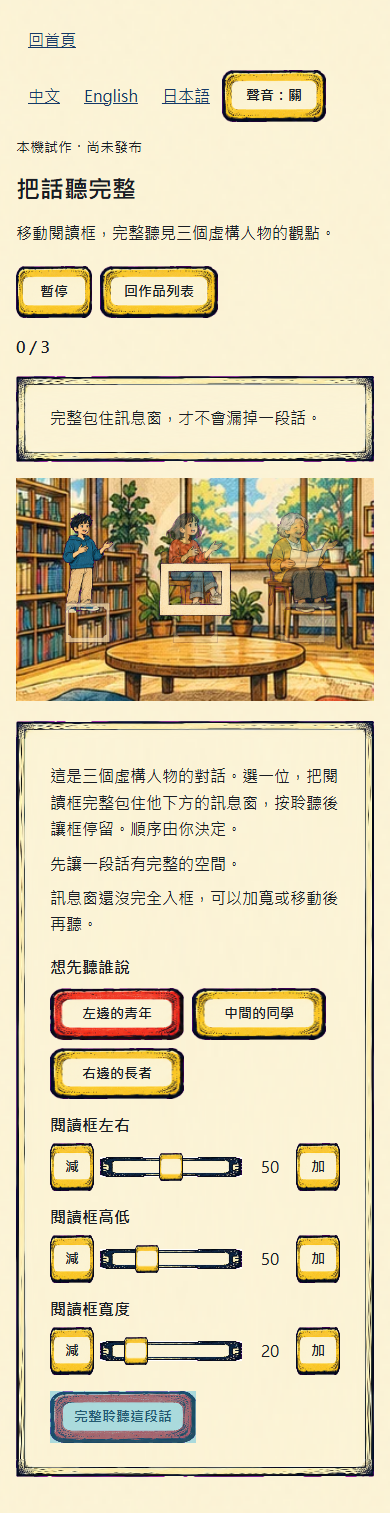 回首頁
中文 English 日本語 聲音：關
本機試作・尚未發布
把話聽完整
移動閱讀框，完整聽見三個虛構人物的觀點。
暫停 回作品列表
0 / 3
完整包住訊息窗，才不會漏掉一段話。
這是三個虛構人物的對話。選一位，把閱
讀框完整包住他下方的訊息窗，按聆聽後
讓框停留。順序由你決定。
先讓一段話有完整的空間。
訊息窗還沒完全入框，可以加寬或移動後
再聽。
想先聽誰說
左邊的青年 中間的同學
右邊的長者
閱讀框左右
減 50 加
閱讀框高低
減 50 加
閱讀框寬度
減 20 加
完整聆聽這段話